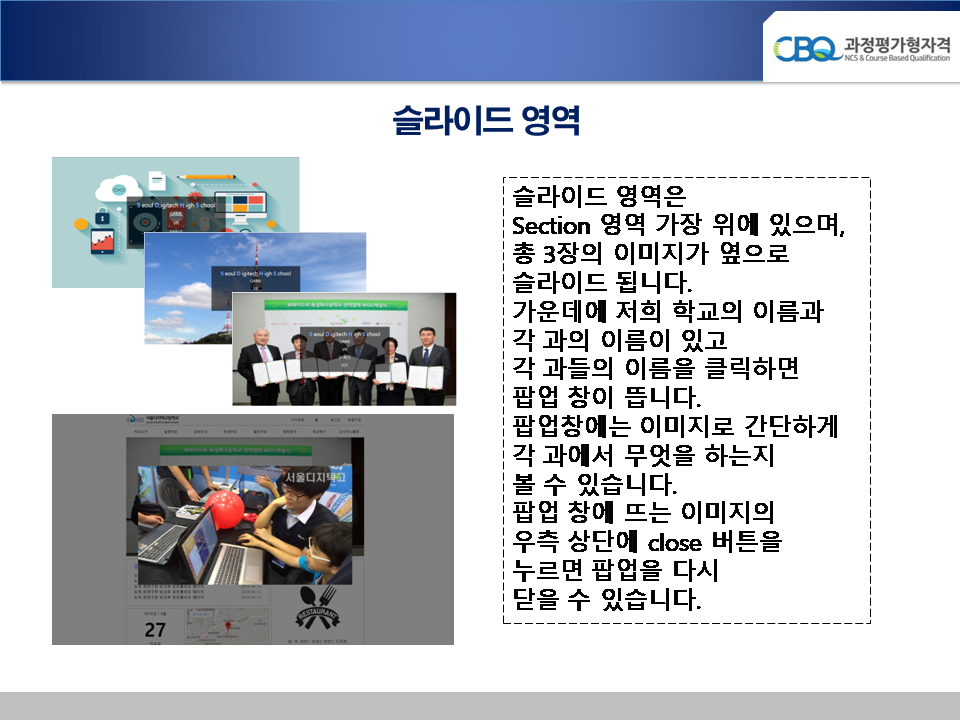 CBQ 과정평가형자격
NCS & Course Based Qualification
슬라이드 영역
Seoul Digitech High School
GAME
VR
Seoul Digitech High School
GAME
VR
Seoul Digitech High School
GAME
VR
서울디지텍고
27
RESTAURANT
슬라이드 영역은
Section 영역 가장 위에 있으며,
총 3장의 이미지가 옆으로
슬라이드 됩니다.
가운데에 저희 학교의 이름과
각 과의 이름이 있고
각 과들의 이름을 클릭하면
팝업 창이 뜹니다.
팝업창에는 이미지로 간단하게
각 과에서 무엇을 하는지
볼 수 있습니다.
팝업 창에 뜨는 이미지의
우측 상단에 close 버튼을
누르면 팝업을 다시
닫을 수 있습니다.